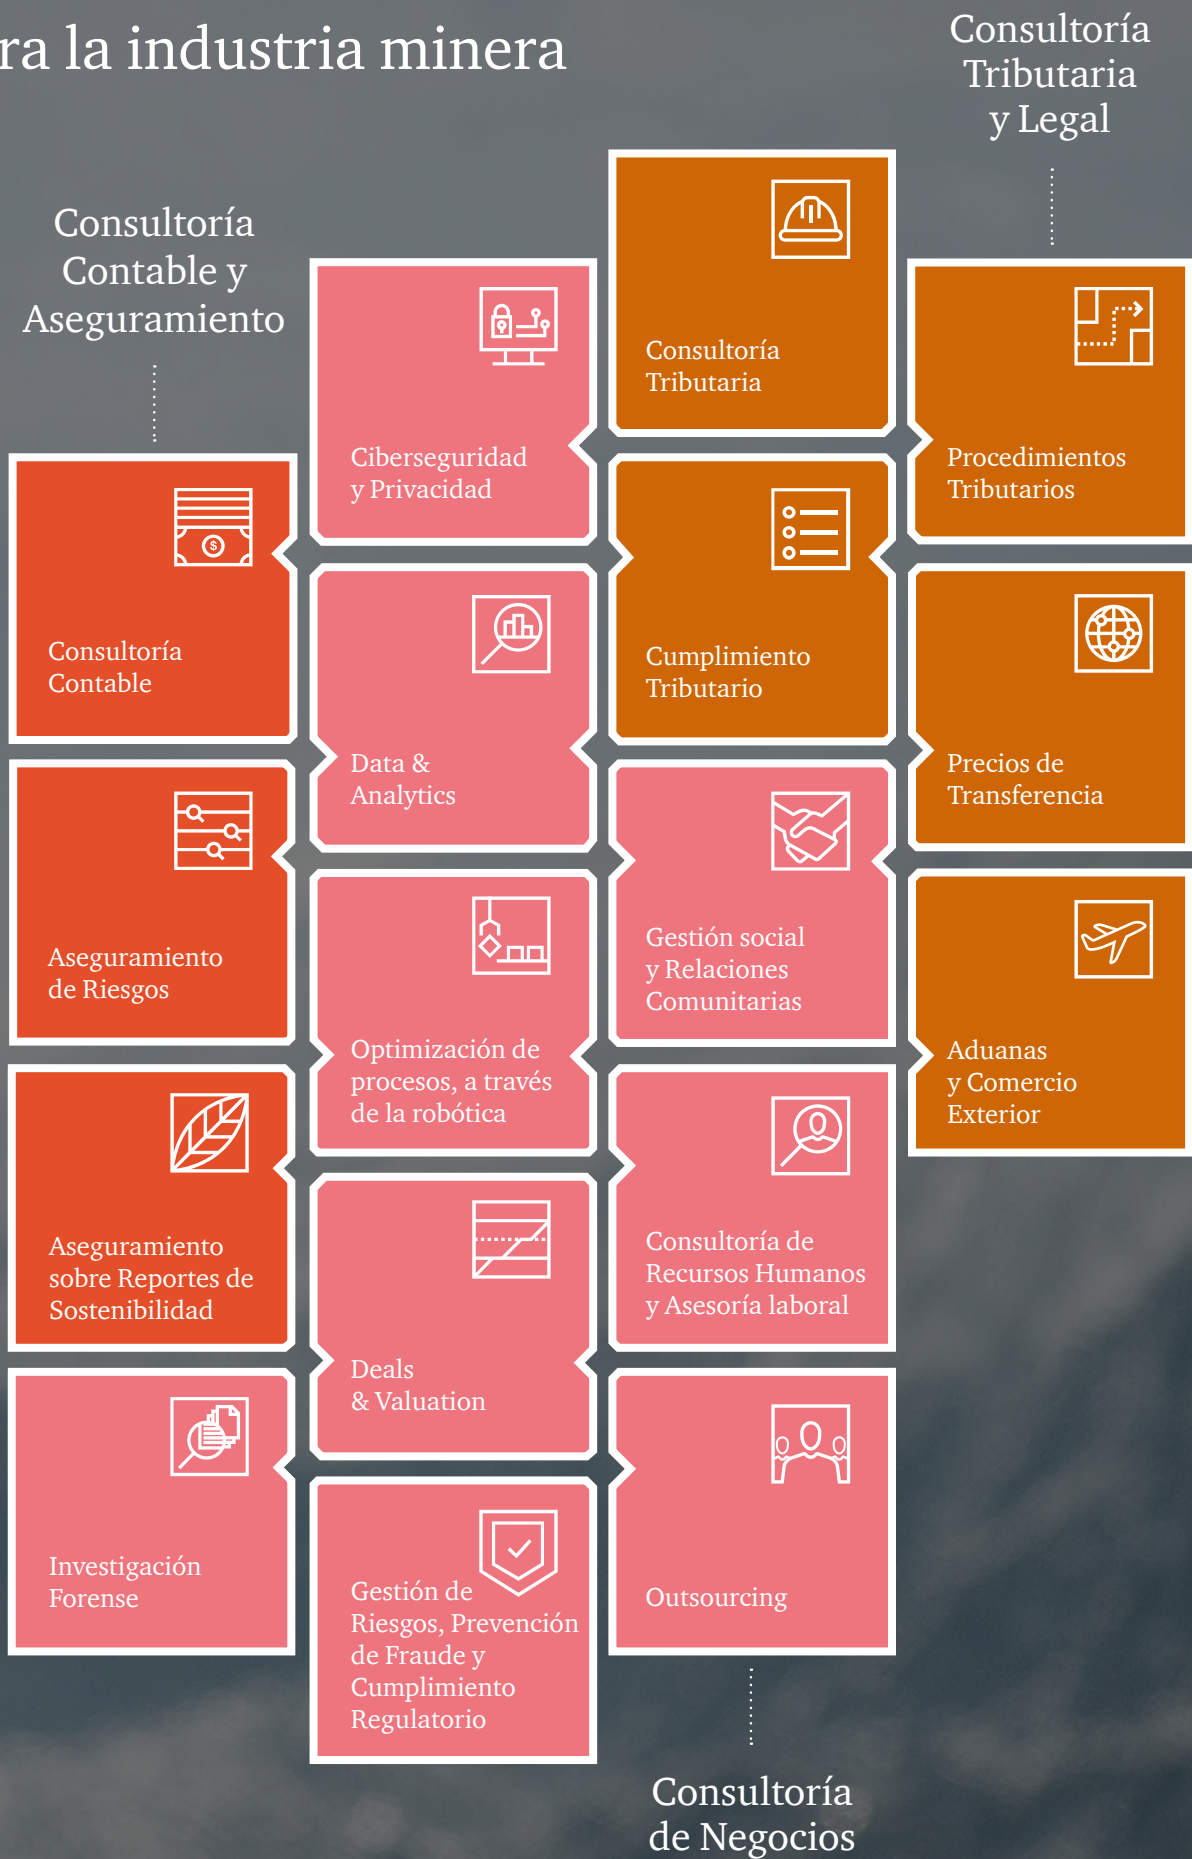 ra la industria minera
Consultoría
Tributaria
y Legal
Consultoría
Contable y
Aseguramiento
Consultoría
Contable
Aseguramiento
de Riesgos
Aseguramiento
sobre Reportes de
Sostenibilidad
Investigación
Forense
Ciberseguridad
y Privacidad
Data &
Analytics
Optimización de
procesos, a través
de la robótica
Deals
& Valuation
Gestión de
Riesgos, Prevención
de Fraude y
Cumplimiento
Regulatorio
Consultoría
Tributaria
Cumplimiento
Tributario
Gestión social
y Relaciones
Comunitarias
Consultoría de
Recursos Humanos
y Asesoría laboral
Outsourcing
Procedimientos
Tributarios
Precios de
Transferencia
Aduanas
y Comercio
Exterior
Consultoría
de Negocios